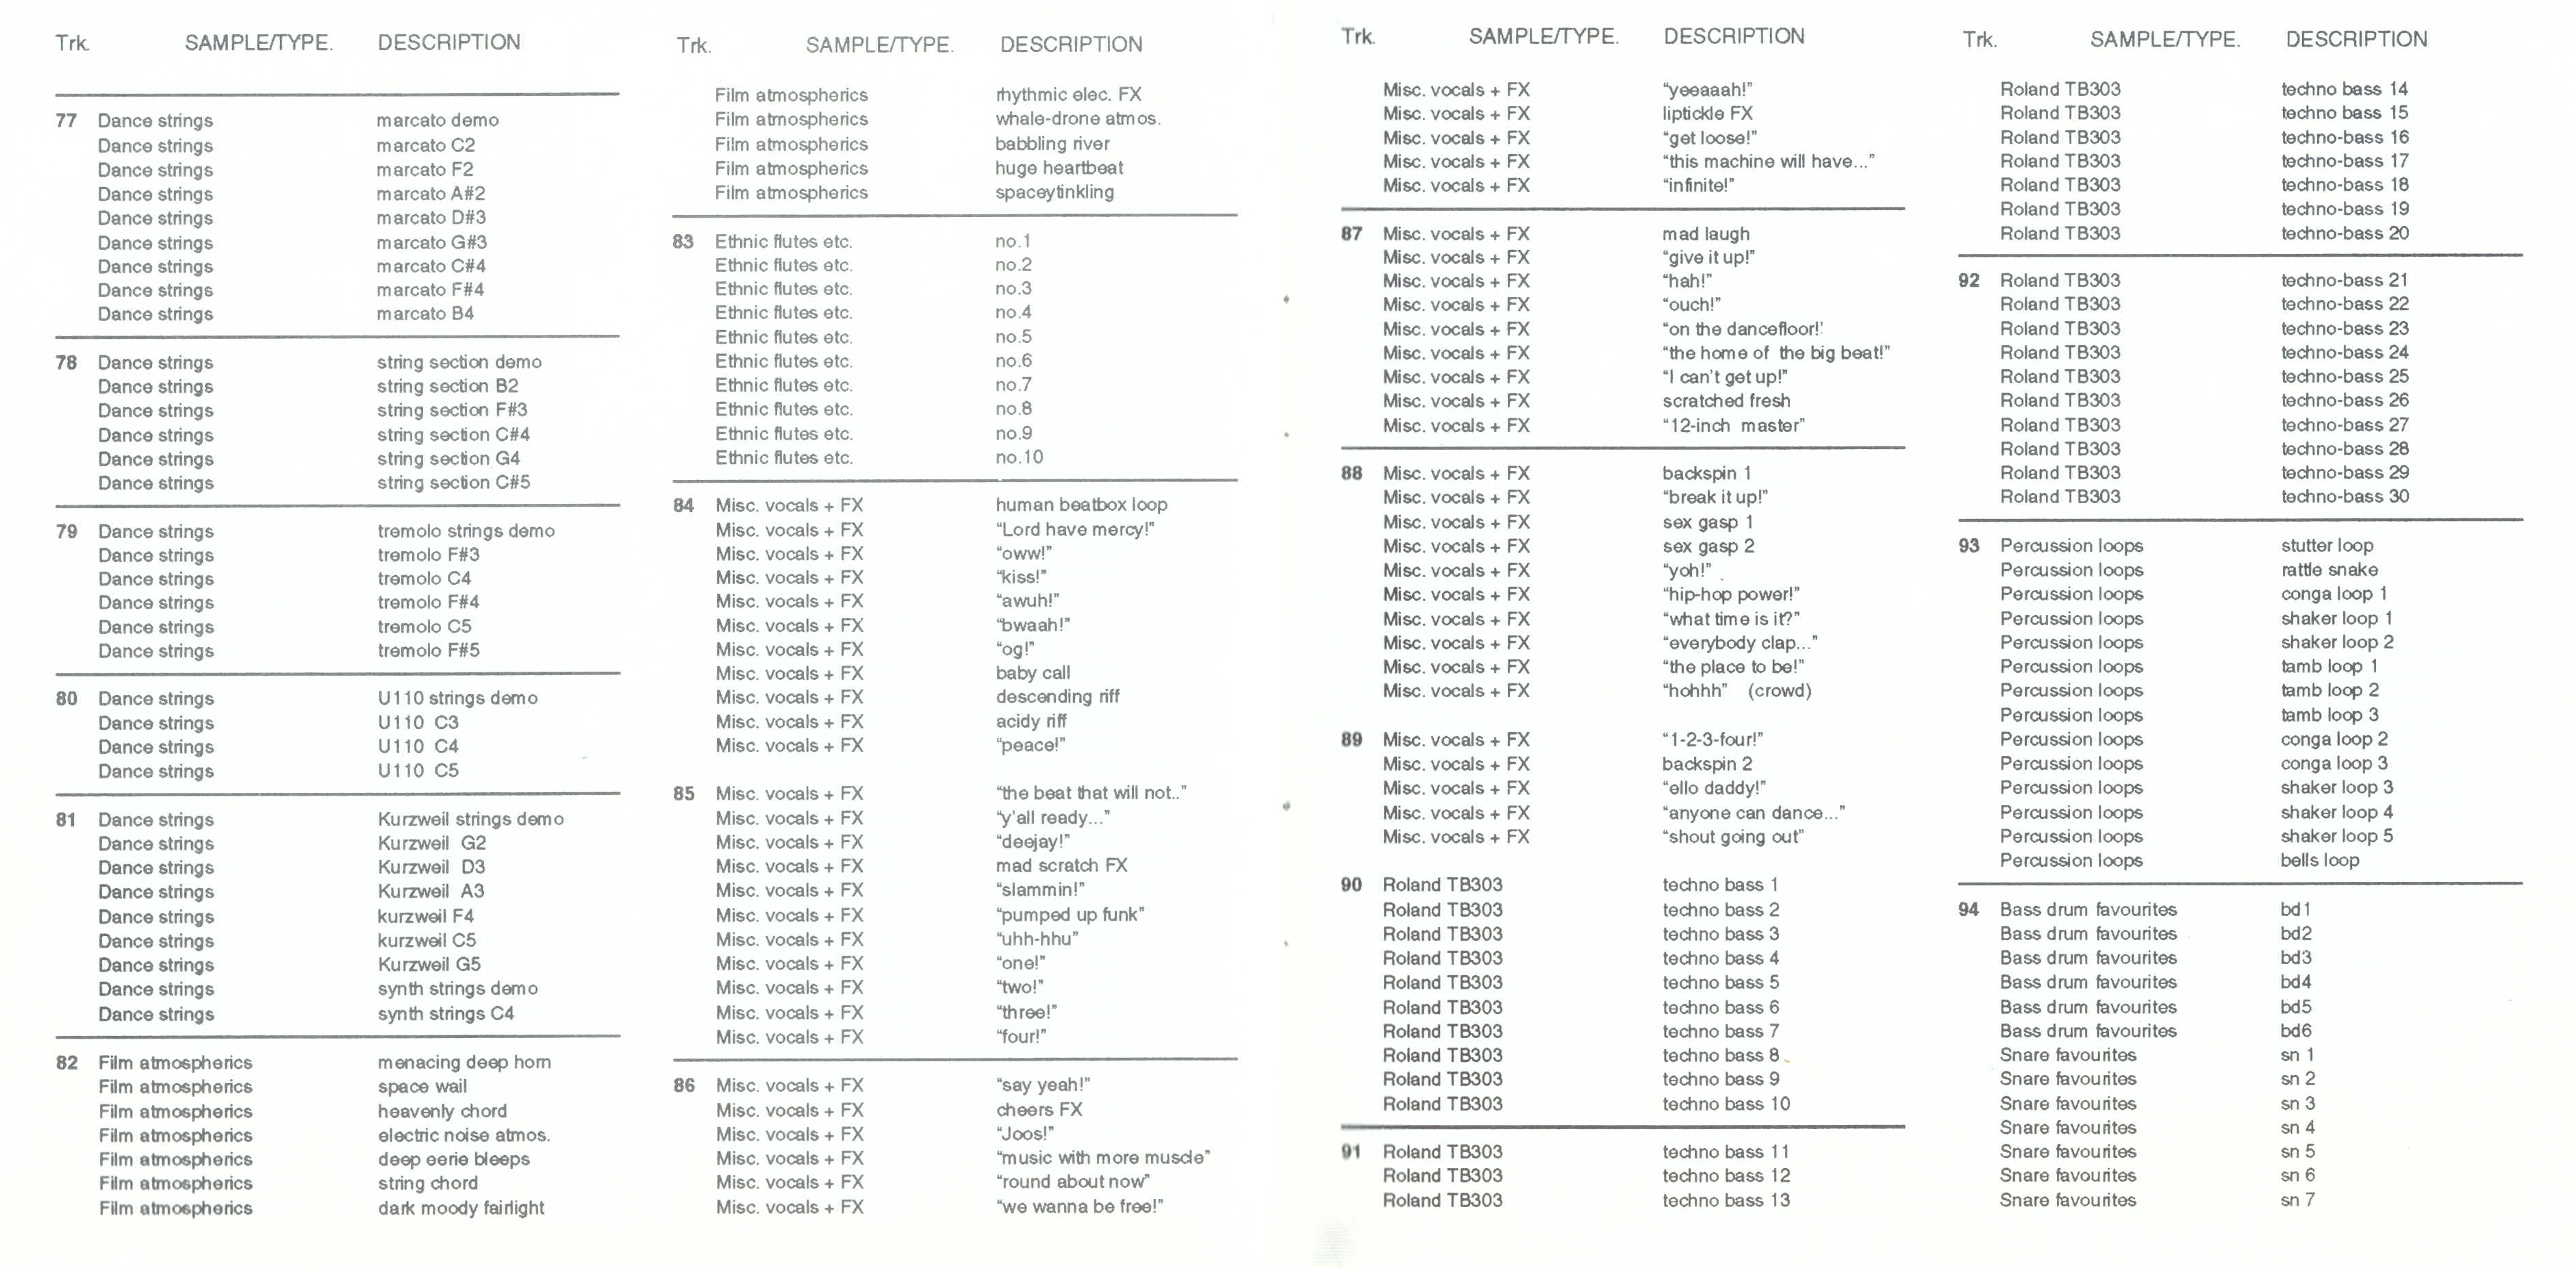 Trk. SAMPLE/TYPE. DESCRIPTION
77 Dance strings marcato demo
Dance strings marcato C2
Dance strings marcato F2
Dance strings marcato A#2
Dance strings marcato D#3
Dance strings marcato G#3
Dance strings marcato C#4
Dance strings marcato F#4
Dance strings marcato B4
78 Dance strings string section demo
Dance strings string section B2
Dance strings string section F#3
Dance strings string section C#4
Dance strings string section G4
Dance strings string section C#5
79 Dance strings tremolo strings demo
Dance strings tremolo F#3
Dance strings tremolo C4
Dance strings tremolo F#4
Dance strings tremolo C5
Dance strings tremolo F#5
80 Dance strings U110 strings demo
Dance strings U110 C3
Dance strings U110 C4
Dance strings U110 C5
81 Dance strings Kurzweil strings demo
Dance strings Kurzweil G2
Dance strings Kurzweil D3
Dance strings Kurzweil A3
Dance strings kurzweil F4
Dance strings kurzweil C5
Dance strings Kurzweil G5
Dance strings synth strings demo
Dance strings synth strings C4
82 Film atmospherics menacing deep horn
Film atmospherics space wail
Film atmospherics heavenly chord
Film atmospherics electric noise atmos.
Film atmospherics deep eerie bleeps
Film atmospherics string chord
Film atmospherics dark moody fairlight
Trk. SAMPLE/TYPE. DESCRIPTION
Film atmospherics rhythmic elec. FX
Film atmospherics whale-drone atmos.
Film atmospherics babbling river
Film atmospherics huge heartbeat
Film atmospherics spaceytinkling
83 Ethnic flutes etc. no.1
Ethnic flutes etc. no.2
Ethnic flutes etc. no.3
Ethnic flutes etc. no.4
Ethnic flutes etc. no.5
Ethnic flutes etc. no.6
Ethnic flutes etc. no.7
Ethnic flutes etc. no.8
Ethnic flutes etc. no.9
Ethnic flutes etc. no.10
84 Misc. vocals + FX human beatbox loop
Misc. vocals + FX “Lord have mercy!”
Misc. vocals + FX “oww!”
Misc. vocals + FX “kiss!”
Misc. vocals + FX “awuh!”
Misc. vocals + FX “bwaah!”
Misc. vocals + FX “og!”
Misc. vocals + FX baby call
Misc. vocals + FX descending riff
Misc. vocals + FX acidy riff
Misc. vocals + FX “peace!”
85 Misc. vocals + FX “the beat that will not..”
Misc. vocals + FX “y'all ready...”
Misc. vocals + FX “deejay!”
Misc. vocals + FX mad scratch FX
Misc. vocals + FX “slammin!”
Misc. vocals + FX “pumped up funk”
Misc. vocals + FX “uhh-hhu”
Misc. vocals + FX “one!”
Misc. vocals + FX “two!”
Misc. vocals + FX “three!”
Misc. vocals + FX “four!”
86 Misc. vocals + FX “say yeah!”
Misc. vocals + FX cheers FX
Misc. vocals + FX “Joos!”
Misc. vocals + FX “music with more muscle”
Misc. vocals + FX “round about now”
Misc. vocals + FX “we wanna be free!”
Trk. SAMPLE/TYPE. DESCRIPTION
Misc. vocals + FX “yeeaaah!”
Misc. vocals + FX liptickle FX
Misc. vocals + FX “get loose!”
Misc. vocals + FX “this machine will have...”
Misc. vocals + FX “infinite!”
87 Misc. vocals + FX mad laugh
Misc. vocals + FX “give it up!”
Misc. vocals + FX “hah!”
Misc. vocals + FX “ouch!”
Misc. vocals + FX “on the dancefloor!'
Misc. vocals + FX “the home of the big beat!”
Misc. vocals + FX “I can't get up!”
Misc. vocals + FX scratched fresh
Misc. vocals + FX “12-inch master”
88 Misc. vocals + FX backspin 1
Misc. vocals + FX “break it up!”
Misc. vocals + FX sex gasp 1
Misc. vocals + FX sex gasp 2
Misc. vocals + FX “yoh!”
Misc. vocals + FX “hip-hop power!”
Misc. vocals + FX “what time is it?”
Misc. vocals + FX “everybody clap...”
Misc. vocals + FX “the place to be!”
Misc. vocals + FX “hohhh” (crowd)
89 Misc. vocals + FX “1-2-3-four!”
Misc. vocals + FX backspin 2
Misc. vocals + FX “ello daddy!”
Misc. vocals + FX “anyone can dance...”
Misc. vocals + FX “shout going out”
90 Roland TB303 techno bass 1
Roland TB303 techno bass 2
Roland TB303 techno bass 3
Roland TB303 techno bass 4
Roland TB303 techno bass 5
Roland TB303 techno bass 6
Roland TB303 techno bass 7
Roland TB303 techno bass 8
Roland TB303 techno bass 9
Roland TB303 techno bass 10
91 Roland TB303 techno bass 11
Roland TB303 techno bass 12
Roland TB303 techno bass 13
Trk. SAMPLE/TYPE. DESCRIPTION
Roland TB303 techno bass 14
Roland TB303 techno bass 15
Roland TB303 techno-bass 16
Roland TB303 techno-bass 17
Roland TB303 techno-bass 18
Roland TB303 techno-bass 19
Roland TB303 techno-bass 20
92 Roland TB303 techno-bass 21
Roland TB303 techno-bass 22
Roland TB303 techno-bass 23
Roland TB303 techno-bass 24
Roland TB303 techno-bass 25
Roland TB303 techno-bass 26
Roland TB303 techno-bass 27
Roland TB303 techno-bass 28
Roland TB303 techno-bass 29
Roland TB303 techno-bass 30
93 Percussion loops stutter loop
Percussion loops rattle snake
Percussion loops conga loop 1
Percussion loops shaker loop 1
Percussion loops shaker loop 2
Percussion loops tamb loop 1
Percussion loops tamb loop 2
Percussion loops tamb loop 3
Percussion loops conga loop 2
Percussion loops conga loop 3
Percussion loops shaker loop 3
Percussion loops shaker loop 4
Percussion loops shaker loop 5
Percussion loops bells loop
94 Bass drum favourites bd1
Bass drum favourites bd2
Bass drum favourites bd3
Bass drum favourites bd4
Bass drum favourites bd5
Bass drum favourites bd6
Snare favourites sn 1
Snare favourites sn 2
Snare favourites sn 3
Snare favourites sn 4
Snare favourites sn 5
Snare favourites sn 6
Snare favourites sn 7